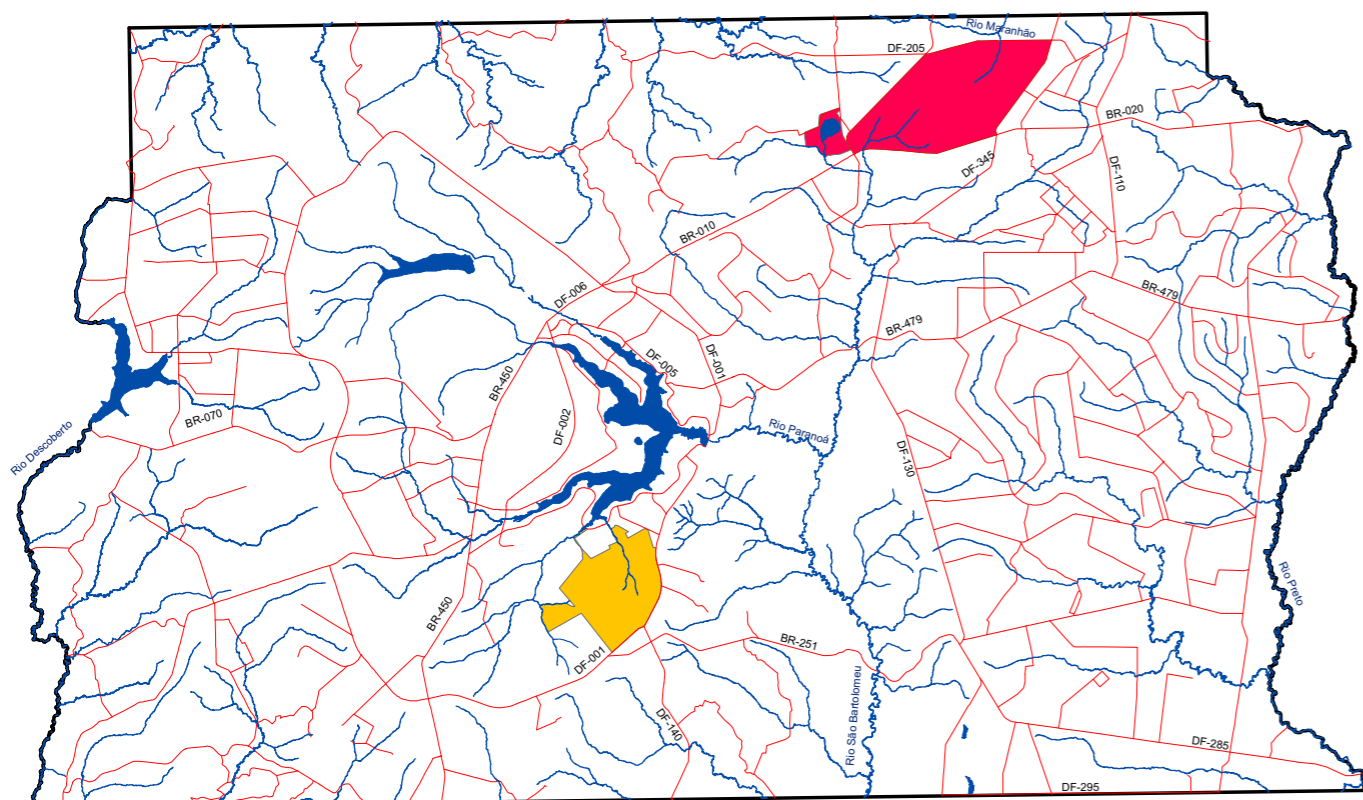 Rio Maranhão
DF-205
BR-020
DF-345
DF-110
BR-010
DF-006
BR-479
BR-479
DF-005
DF-001
BR-450
DF-002
BR-070
Rio Descoberto
Rio Paranoá
DF-130
Rio Preto
BR-450
BR-251
DF-001
Rio São Bartolomeu
DF-140
DF-285
DF-295